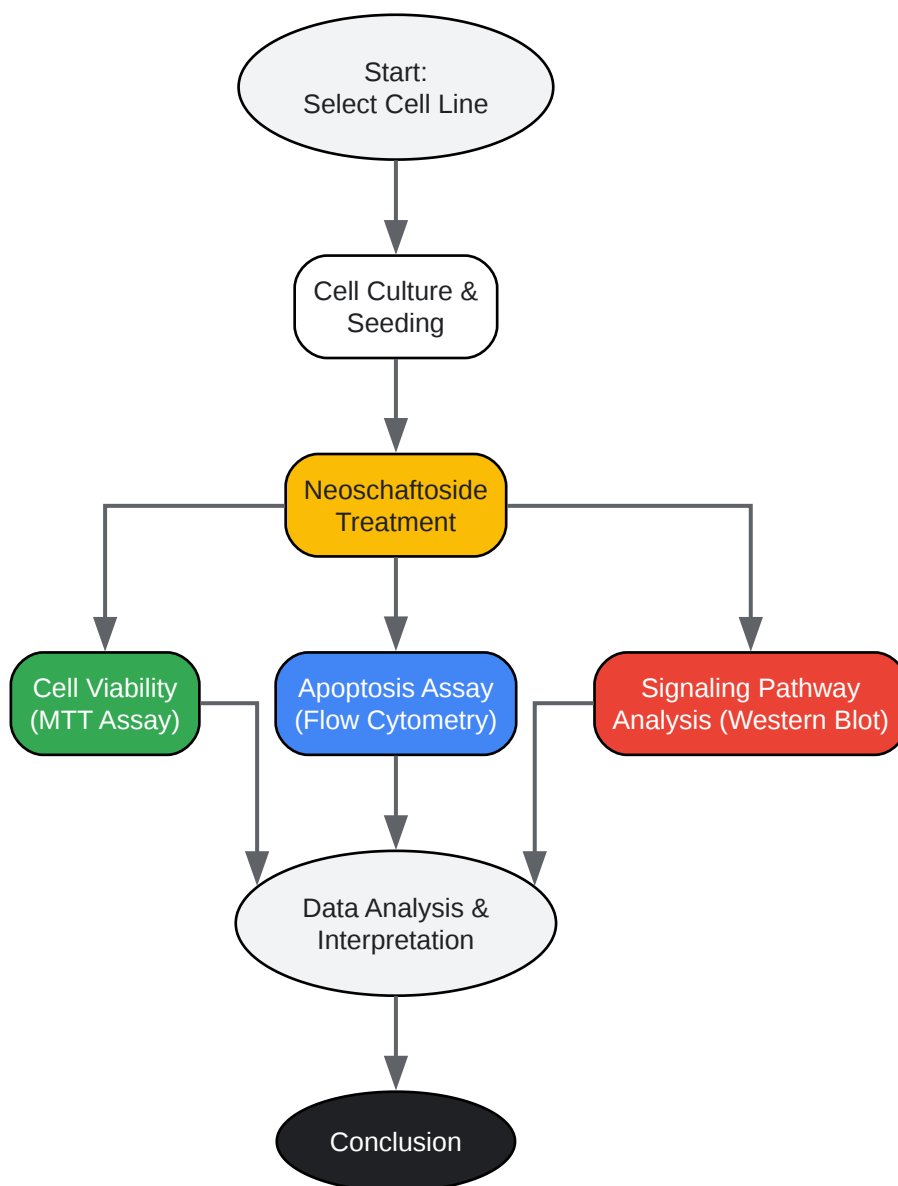 Start:
Select Cell Line
Cell Culture &
Seeding
Neoschaftoside
Treatment
Cell Viability
(MTT Assay)
Apoptosis Assay
(Flow Cytometry)
Signaling Pathway
Analysis (Western Blot)
Data Analysis &
Interpretation
Conclusion